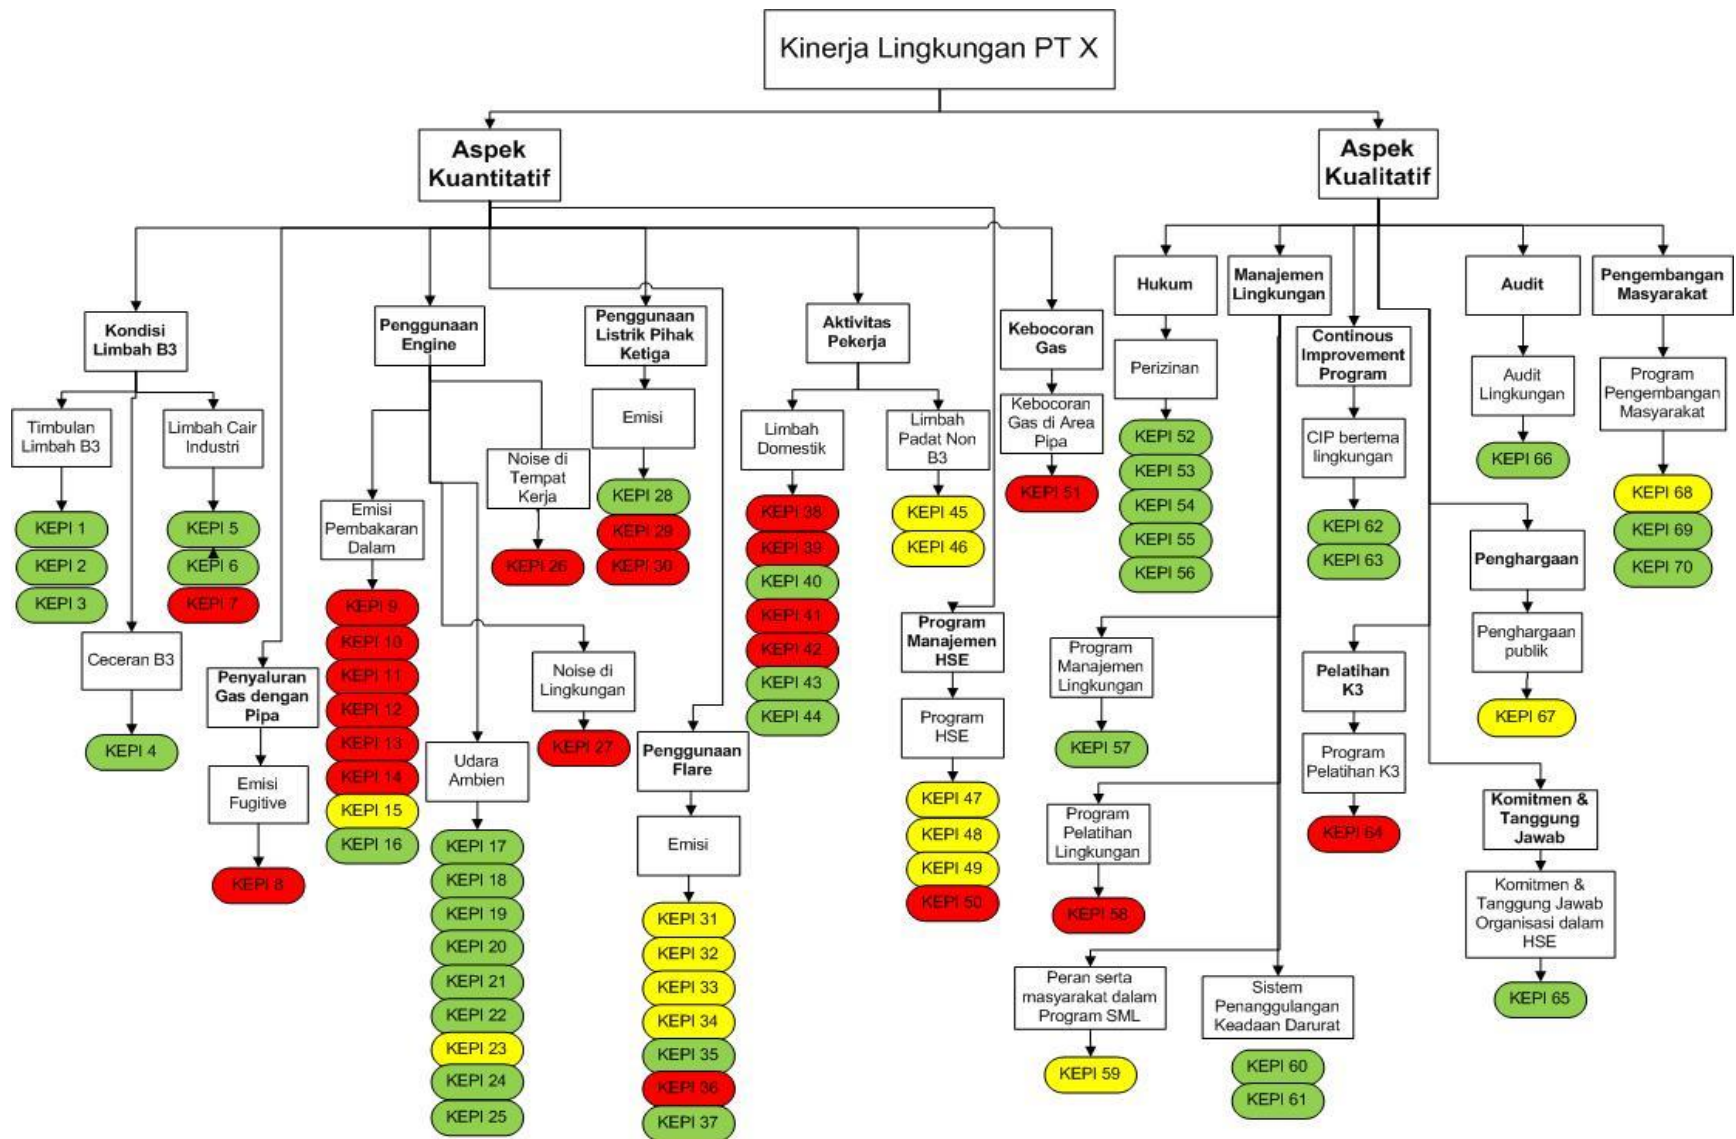 Kinerja Lingkungan PT X
Aspek
Kuantitatif
Aspek
Kualitatif
Kondisi
Limbah B3
Timbulan
Limbah B3
KEPI 1
KEPI 2
KEPI 3
Ceceran B3
KEPI 4
Limbah Cair
Industri
KEPI 5
KEPI 6
KEPI 7
Penyaluran
Gas dengan
Pipa
Emisi
Fugitive
KEPI 8
Penggunaan
Engine
Emisi
Pembakaran
Dalam
KEPI 9
KEPI 10
KEPI 11
KEPI 12
KEPI 13
KEPI 14
KEPI 15
KEPI 16
Udara
Ambien
KEPI 17
KEPI 18
KEPI 19
KEPI 20
KEPI 21
KEPI 22
KEPI 23
KEPI 24
KEPI 25
Noise di
Tempat
Kerja
KEPI 26
Noise di
Lingkungan
KEPI 27
Penggunaan
Listrik Pihak
Ketiga
Emisi
KEPI 28
KEPI 29
KEPI 30
Penggunaan
Flare
Emisi
KEPI 31
KEPI 32
KEPI 33
KEPI 34
KEPI 35
KEPI 36
KEPI 37
Aktivitas
Pekerja
Limbah
Domestik
KEPI 38
KEPI 39
KEPI 40
KEPI 41
KEPI 42
KEPI 43
KEPI 44
Limbah
Padat Non
B3
KEPI 45
KEPI 46
Program
Manajemen
HSE
Program
HSE
KEPI 47
KEPI 48
KEPI 49
KEPI 50
Kebocoran
Gas
Kebocoran
Gas di Area
Pipa
KEPI 51
Hukum
Perizinan
KEPI 52
KEPI 53
KEPI 54
KEPI 55
KEPI 56
Manajemen
Lingkungan
Program
Manajemen
Lingkungan
KEPI 57
Program
Pelatihan
Lingkungan
KEPI 58
Peran serta
masyarakat dalam
Program SML
KEPI 59
Sistem
Penanggulangan
Keadaan Darurat
KEPI 60
KEPI 61
Continous
Improvement
Program
CIP bertema
lingkungan
KEPI 62
KEPI 63
Pelatihan
K3
Program
Pelatihan K3
KEPI 64
Komitmen &
Tanggung
Jawab
Komitmen &
Tanggung Jawab
Organisasi dalam
HSE
KEPI 65
Audit
Audit
Lingkungan
KEPI 66
Penghargaan
Penghargaan
publik
KEPI 67
Pengembangan
Masyarakat
Program
Pengembangan
Masyarakat
KEPI 68
KEPI 69
KEPI 70